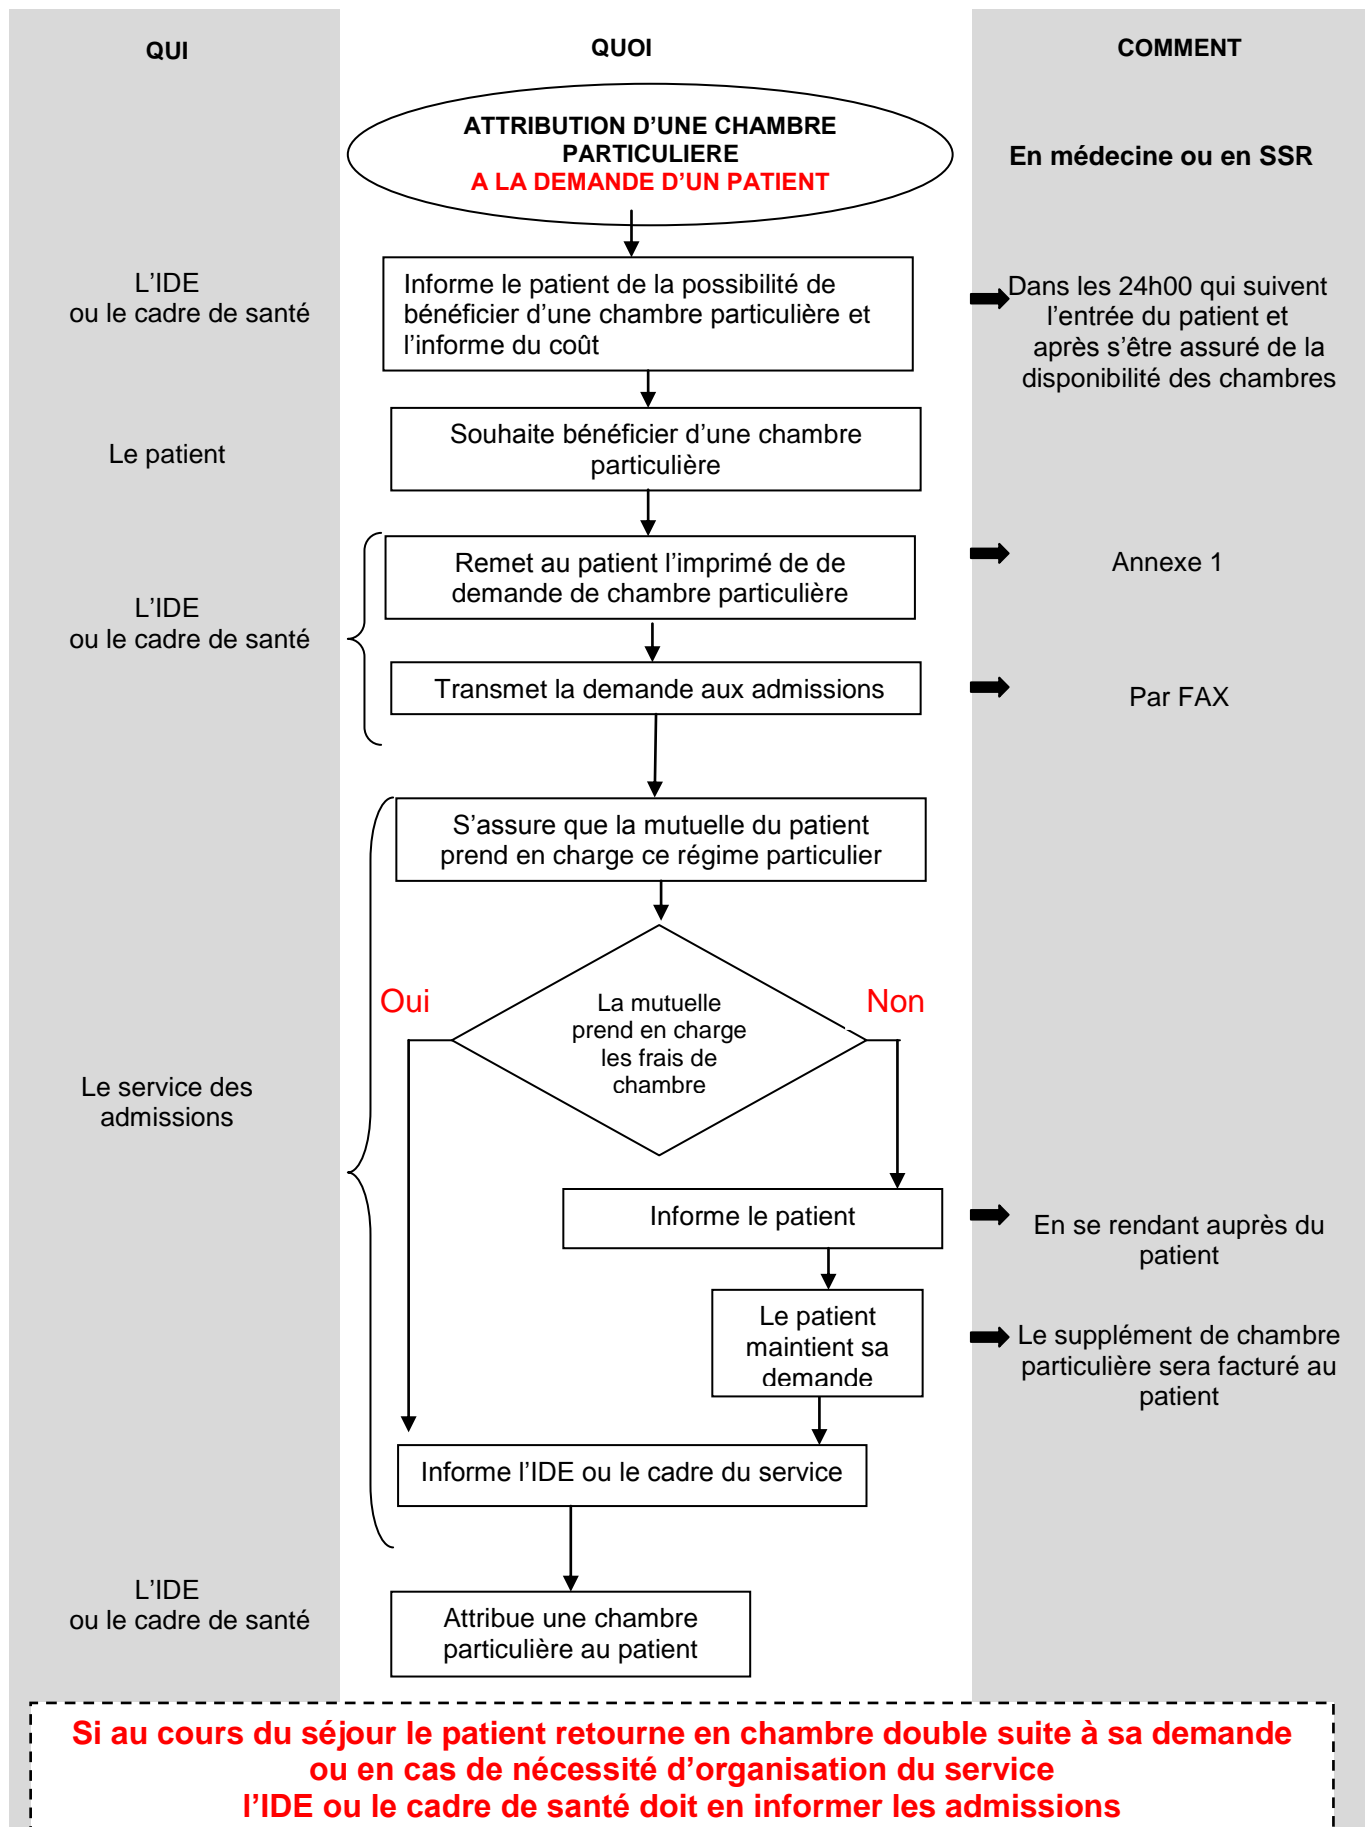 QUI
QUOI
COMMENT
ATTRIBUTION D'UNE CHAMBRE
PARTICULIERE
A LA DEMANDE D'UN PATIENT
En médecine ou en SSR
L'IDE
ou le cadre de santé
Informe le patient de la possibilité de
bénéficier d'une chambre particulière et
l'informe du coût
Dans les 24h00 qui suivent
l'entrée du patient et
après s'être assuré de la
disponibilité des chambres
Le patient
Souhaite bénéficier d'une chambre
particulière
L'IDE
ou le cadre de santé
Remet au patient l'imprimé de de
demande de chambre particulière
Annexe 1
Transmet la demande aux admissions
Par FAX
S'assure que la mutuelle du patient
prend en charge ce régime particulier
Oui
La mutuelle
prend en charge
les frais de
chambre
Non
Le service des
admissions
Informe le patient
En se rendant auprès du
patient
Le patient
maintient sa
demande
Le supplément de chambre
particulière sera facturé au
patient
Informe l'IDE ou le cadre du service
L'IDE
ou le cadre de santé
Attribue une chambre
particulière au patient
Si au cours du séjour le patient retourne en chambre double suite à sa demande
ou en cas de nécessité d'organisation du service
l'IDE ou le cadre de santé doit en informer les admissions